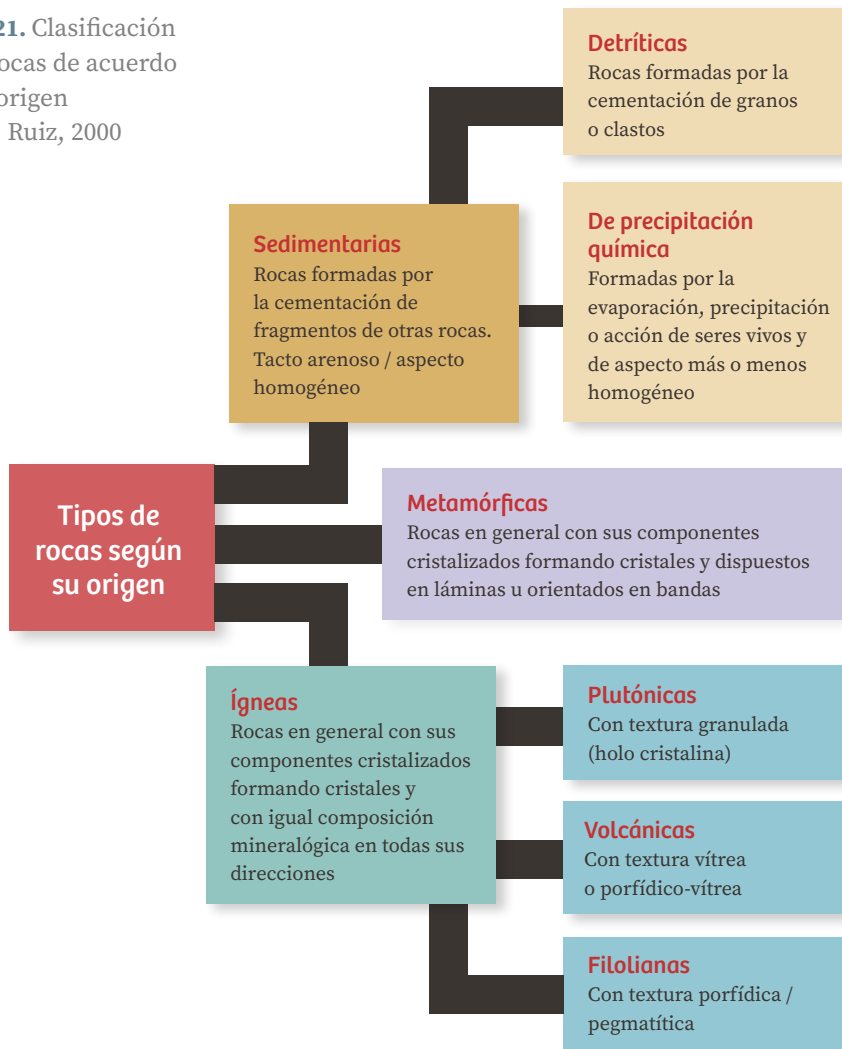 21. Clasificación
ocas de acuerdo
origen
Ruiz, 2000
Detríticas
Rocas formadas por la
cementación de granos
o clastos
Sedimentarias
Rocas formadas por
la cementación de
fragmentos de otras rocas.
Tacto arenoso / aspecto
homogéneo
De precipitación
química
Formadas por la
evaporación, precipitación
o acción de seres vivos y
de aspecto más o menos
homogéneo
Tipos de
rocas según
su origen
Metamórficas
Rocas en general con sus componentes
cristalizados formando cristales y dispuestos
en láminas u orientados en bandas
Ígneas
Rocas en general con sus
componentes cristalizados
formando cristales y
con igual composición
mineralógica en todas sus
direcciones
Plutónicas
Con textura granulada
(holo cristalina)
Volcánicas
Con textura vítrea
o porfídico-vítrea
Filolianas
Con textura porfídica /
pegmatítica